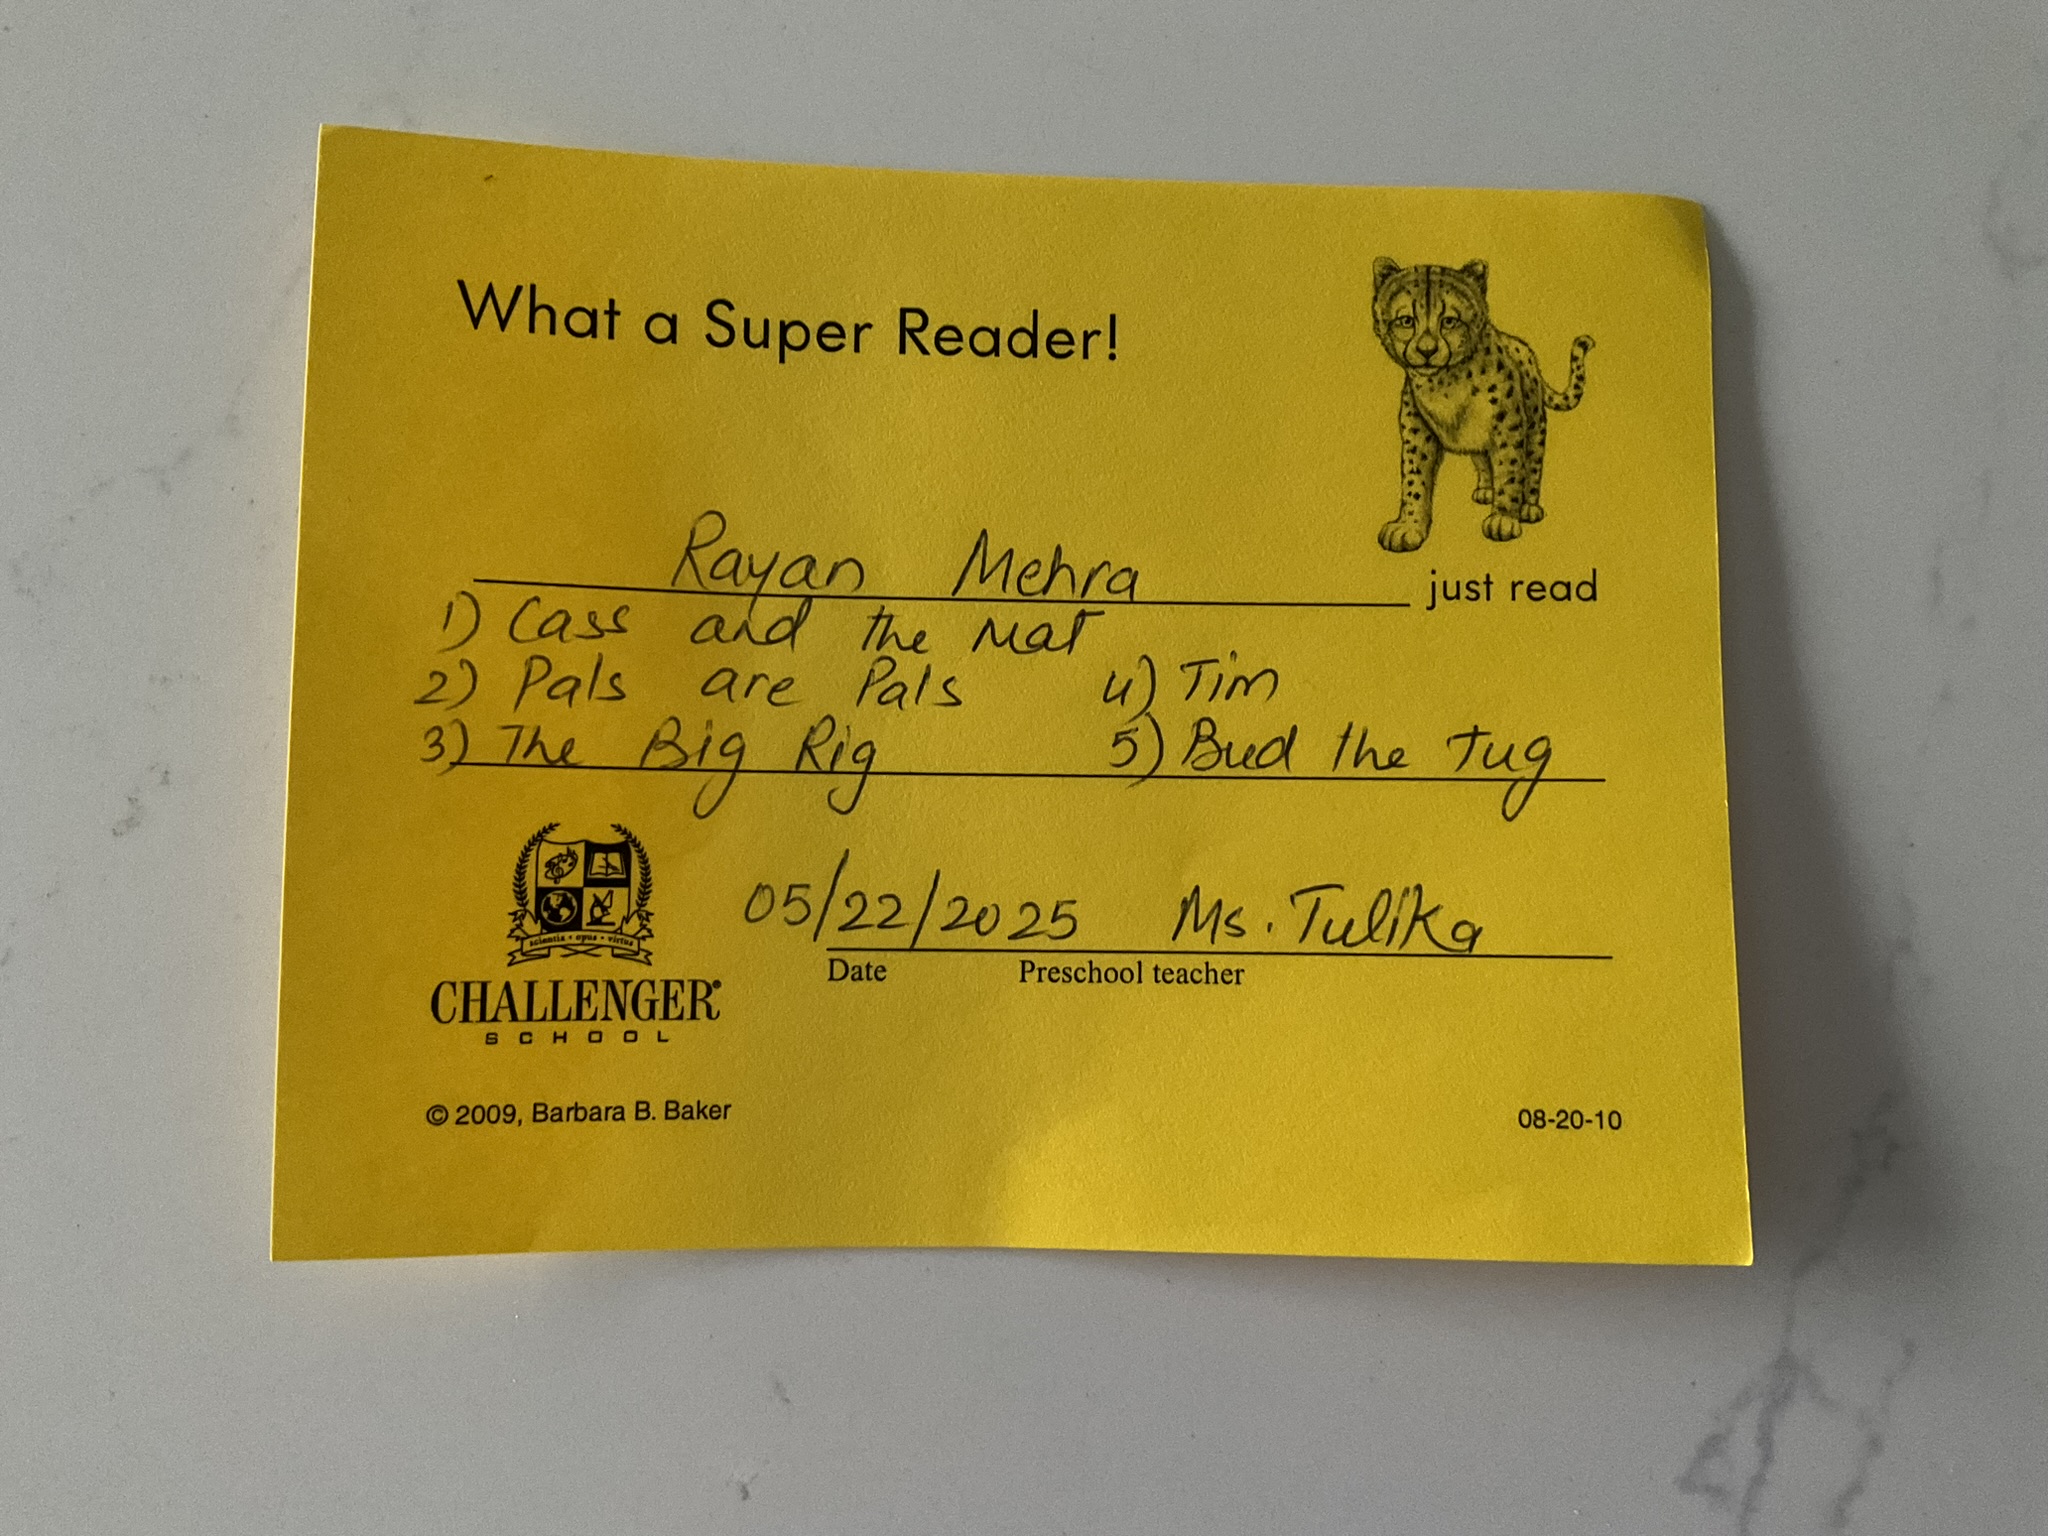 What a Super Reader!
Rayan Mehra just read
1) Cass and the Mat
2) Pals are Pals 4) Tim
3) The Big Rig 5) Bud the Tug
scientia • opus • virtus
05/22/2025 Ms. Tulika
Date Preschool teacher
CHALLENGER®
SCHOOL
© 2009, Barbara B. Baker 08-20-10